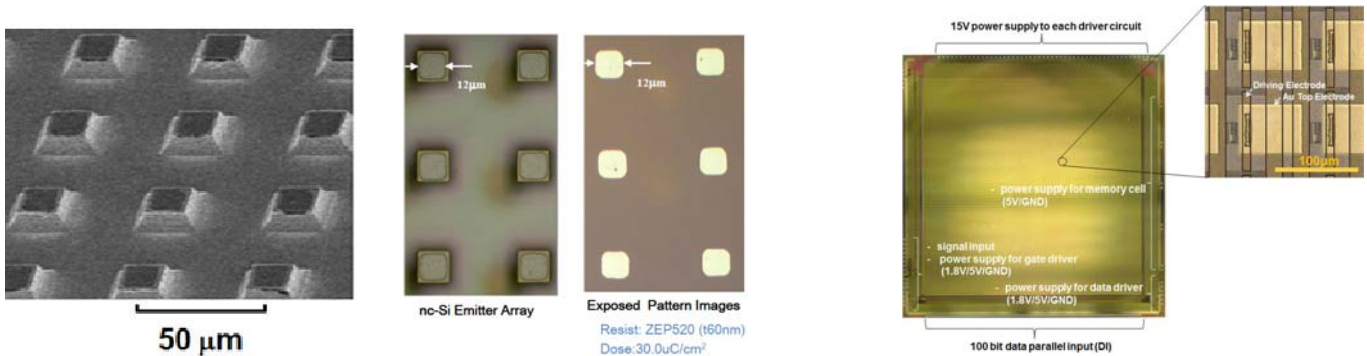 50 μm
12μm
nc-Si Emitter Array
12μm
Exposed Pattern Images
Resist: ZEP520 (t60nm)
Dose:30.0uC/cm²
15V power supply to each driver circuit
Driving Electrode
Au Top Electrode
100μm
- power supply for memory cell
(5V/GND)
- signal input
- power supply for gate driver
(1.8V/5V/GND)
- power supply for data driver
(1.8V/5V/GND)
100 bit data parallel input (DI)